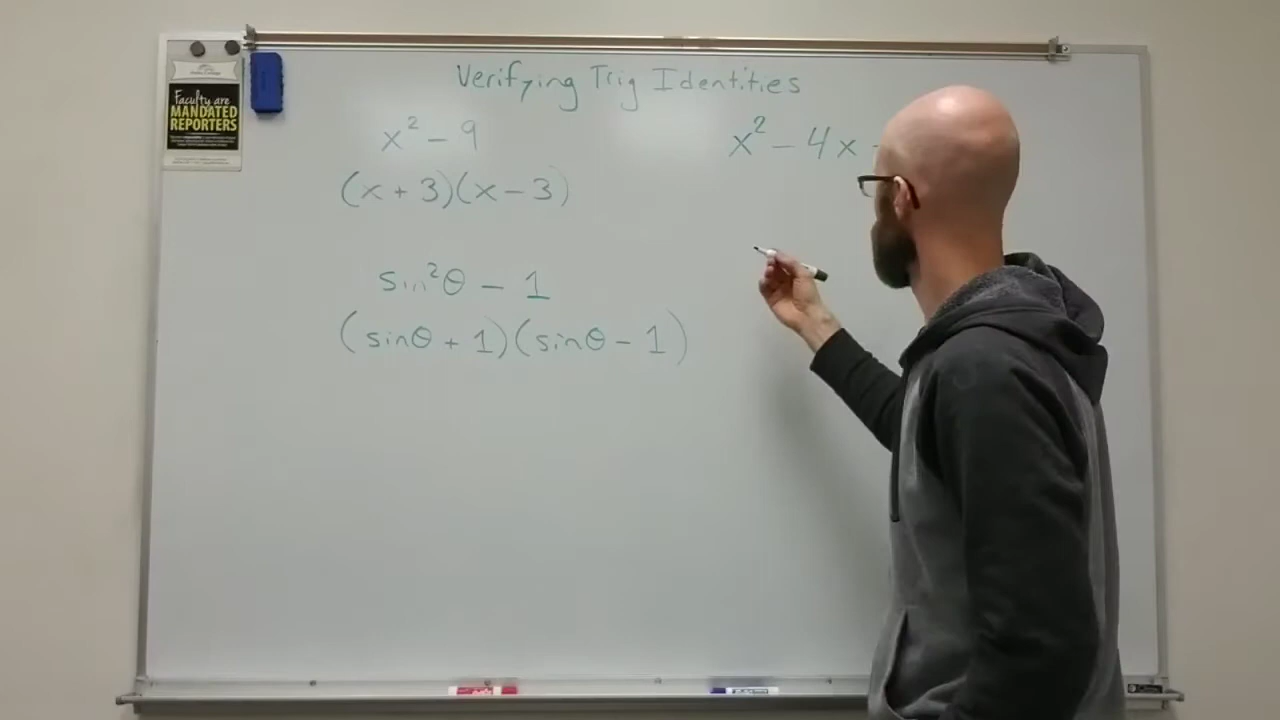 Verifying Trig Identities
x² - 9
(x + 3)(x - 3)
sin²θ - 1
(sinθ + 1)(sinθ - 1)
x² - 4x -
Faculty are
MANDATED
REPORTERS